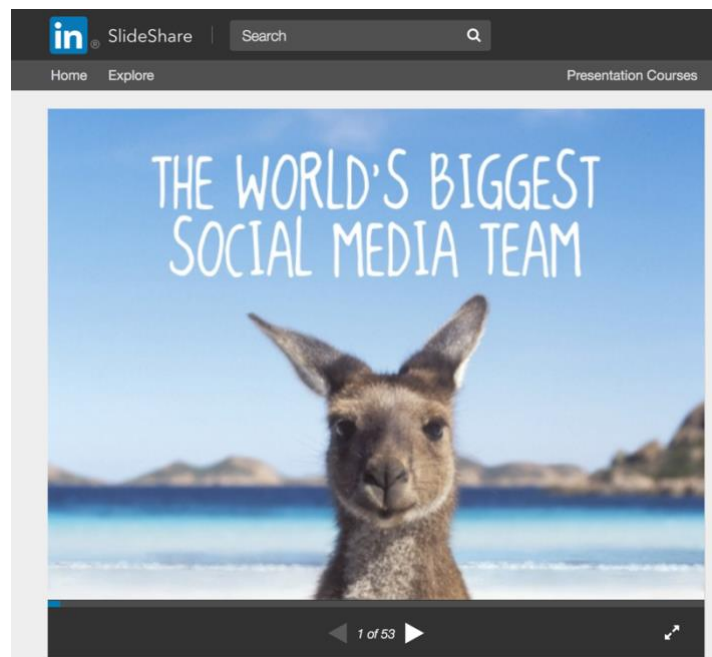 in ® SlideShare Search
Home Explore Presentation Courses
THE WORLD'S BIGGEST
SOCIAL MEDIA TEAM
1 of 53